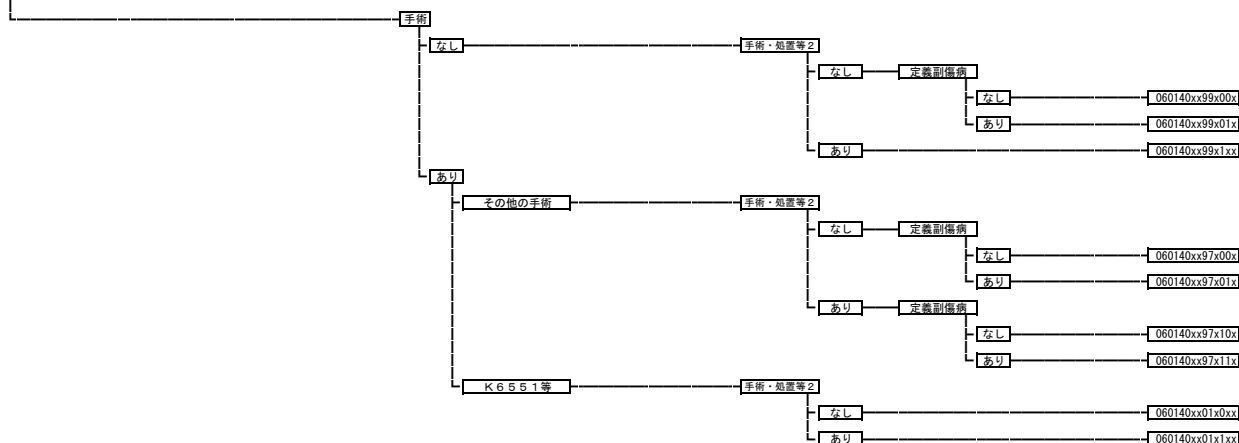 手術
なし 手術・処置等2
なし 定義副傷病
なし 060140xx99x00x
あり 060140xx99x01x
あり 060140xx99x1xx
あり
その他の手術 手術・処置等2
なし 定義副傷病
なし 060140xx97x00x
あり 060140xx97x01x
あり 定義副傷病
なし 060140xx97x10x
あり 060140xx97x11x
K6551等 手術・処置等2
なし 060140xx01x0xx
あり 060140xx01x1xx